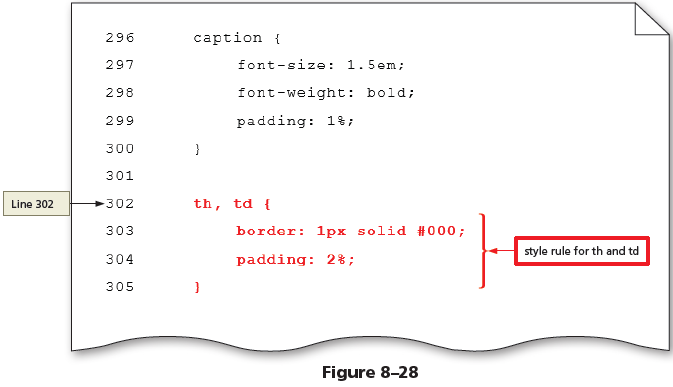 296 caption {
297 font-size: 1.5em;
298 font-weight: bold;
299 padding: 1%;
300 }
301
Line 302
302 th, td {
303 border: 1px solid #000;
304 padding: 2%;
305 }
style rule for th and td
Figure 8–28